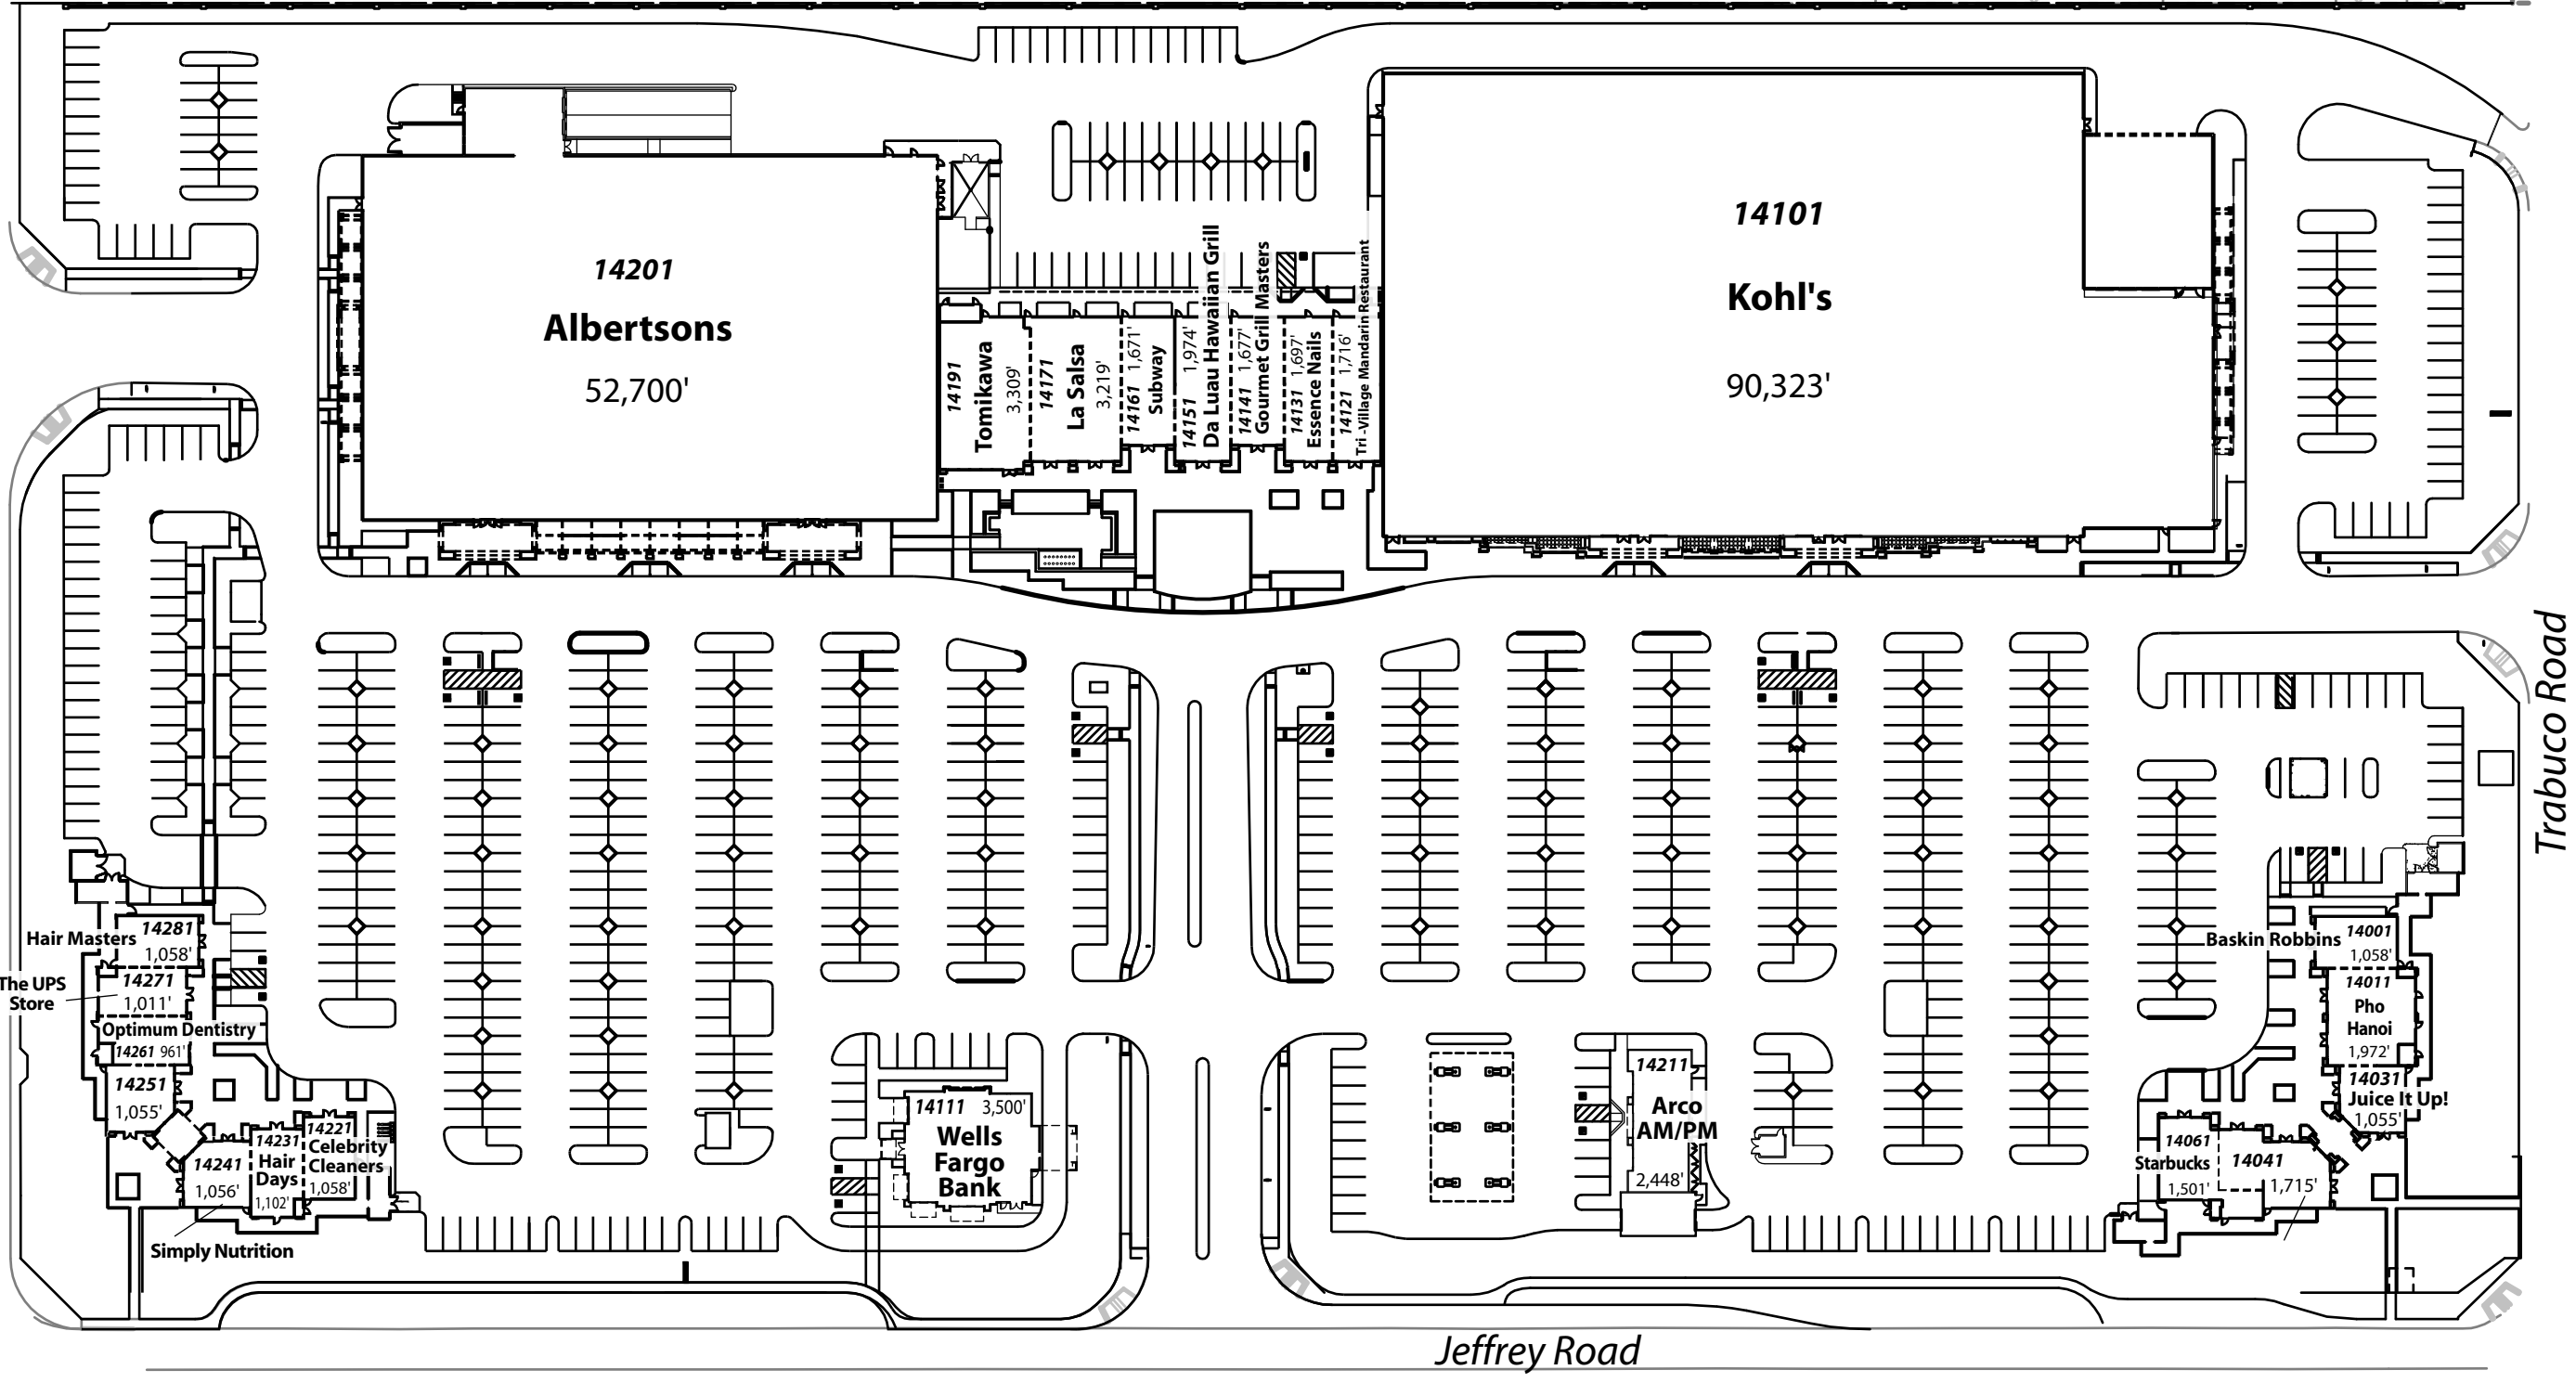 14201
Albertsons
52,700'
14191
Tomikawa
3,309'
14171
La Salsa
3,219'
14161 1,671'
Subway
14151 1,974'
Da Luau Hawaiian Grill
14141 1,677'
Gourmet Grill Masters
14131 1,697'
Essence Nails
14121 1,716'
Tri -Village Mandarin Restaurant
14101
Kohl's
90,323'
Trabuco Road
Hair Masters
14281
1,058'
The UPS
Store
14271
1,011'
Optimum Dentistry
14261 961'
14251
1,055'
14241
1,056'
Simply Nutrition
14231
Hair
Days
1,102'
14221
Celebrity
Cleaners
1,058'
14111 3,500'
Wells
Fargo
Bank
14211
Arco
AM/PM
2,448'
Baskin Robbins
14001
1,058'
14011
Pho
Hanoi
1,972'
14031
Juice It Up!
1,055'
14061
Starbucks
1,501'
14041
1,715'
Jeffrey Road